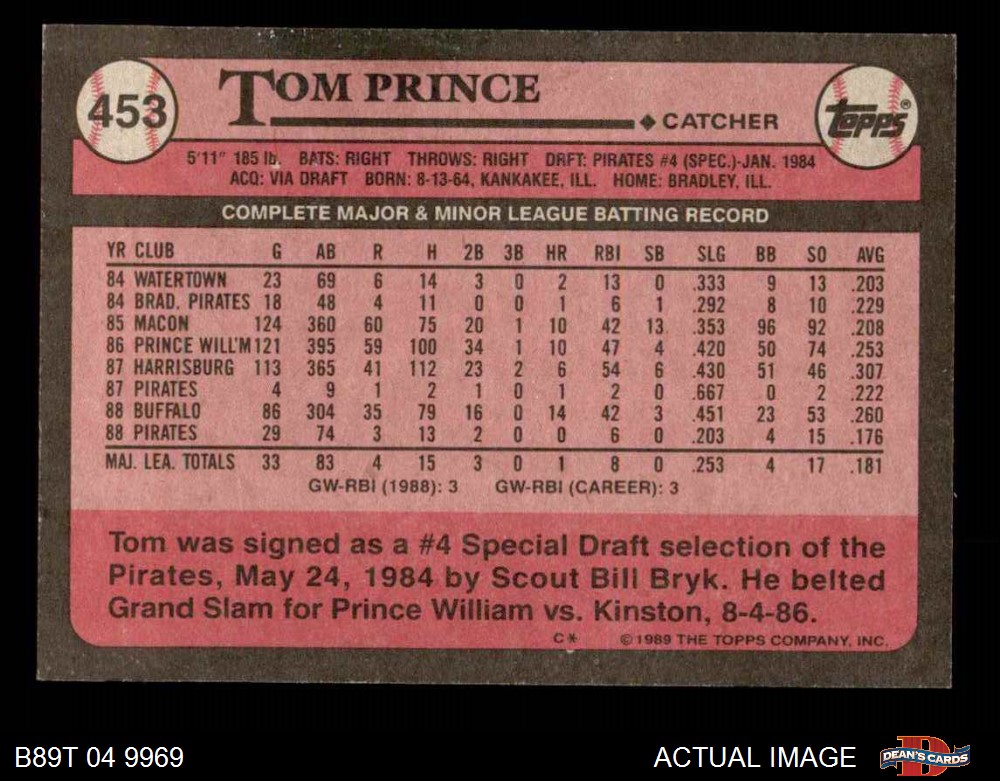 453
TOM PRINCE
◆ CATCHER
topps®
5'11" 185 lb. BATS: RIGHT THROWS: RIGHT DRFT: PIRATES #4 (SPEC.)-JAN. 1984
ACQ: VIA DRAFT BORN: 8-13-64, KANKAKEE, ILL. HOME: BRADLEY, ILL.
COMPLETE MAJOR & MINOR LEAGUE BATTING RECORD
YR CLUB G AB R H 2B 3B HR RBI SB SLG BB SO AVG
84 WATERTOWN 23 69 6 14 3 0 2 13 0 .333 9 13 .203
84 BRAD. PIRATES 18 48 4 11 0 0 1 6 1 .292 8 10 .229
85 MACON 124 360 60 75 20 1 10 42 13 .353 96 92 .208
86 PRINCE WILL'M 121 395 59 100 34 1 10 47 4 .420 50 74 .253
87 HARRISBURG 113 365 41 112 23 2 6 54 6 .430 51 46 .307
87 PIRATES 4 9 1 2 1 0 1 2 0 .667 0 2 .222
88 BUFFALO 86 304 35 79 16 0 14 42 3 .451 23 53 .260
88 PIRATES 29 74 3 13 2 0 0 6 0 .203 4 15 .176
MAJ. LEA. TOTALS 33 83 4 15 3 0 1 8 0 .253 4 17 .181
GW-RBI (1988): 3 GW-RBI (CAREER): 3
Tom was signed as a #4 Special Draft selection of the
Pirates, May 24, 1984 by Scout Bill Bryk. He belted
Grand Slam for Prince William vs. Kinston, 8-4-86.
C* © 1989 THE TOPPS COMPANY, INC.
B89T 04 9969
ACTUAL IMAGE
D
DEAN'S CARDS